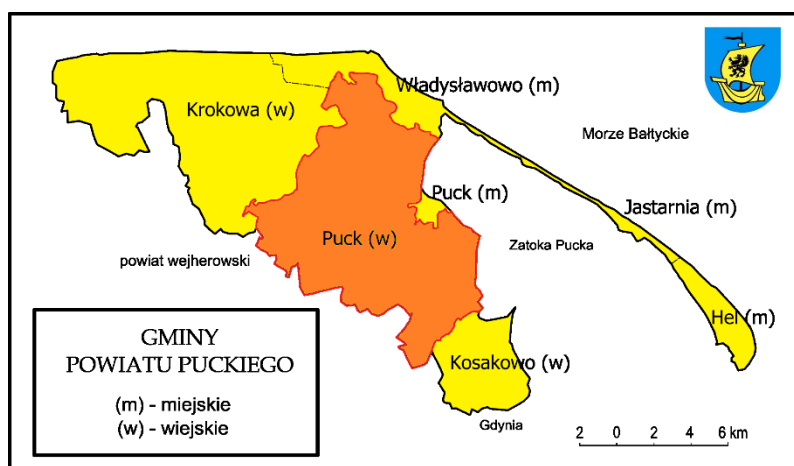 Władysławowo (m)
Krokowa (w)
Morze Bałtyckie
Puck (m)
Jastarnia (m)
Puck (w)
Zatoka Pucka
powiat wejherowski
Hel (m)
GMINY
POWIATU PUCKIEGO
Kosakowo (w)
(m) - miejskie
(w) - wiejskie
Gdynia
2 0 2 4 6 km